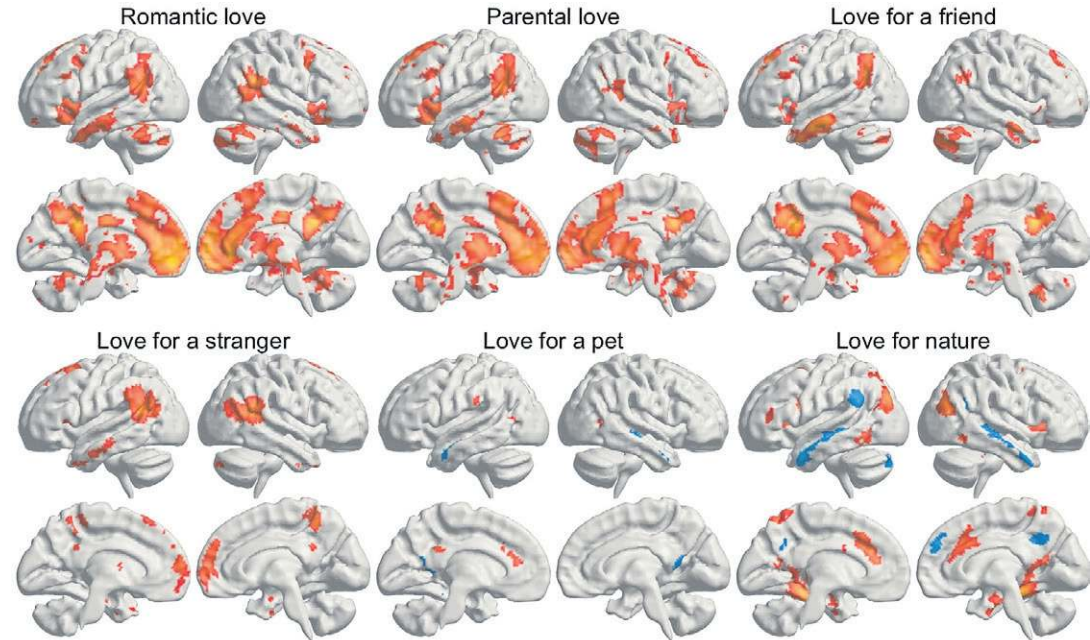 Romantic love
Parental love
Love for a friend
Love for a stranger
Love for a pet
Love for nature